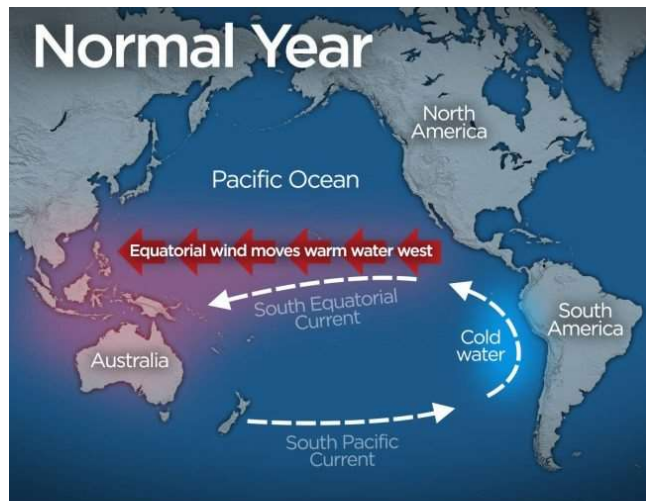 Normal Year
North
America
Pacific Ocean
Equatorial wind moves warm water west
South Equatorial
Current
South
America
Cold
water
Australia
South Pacific
Current